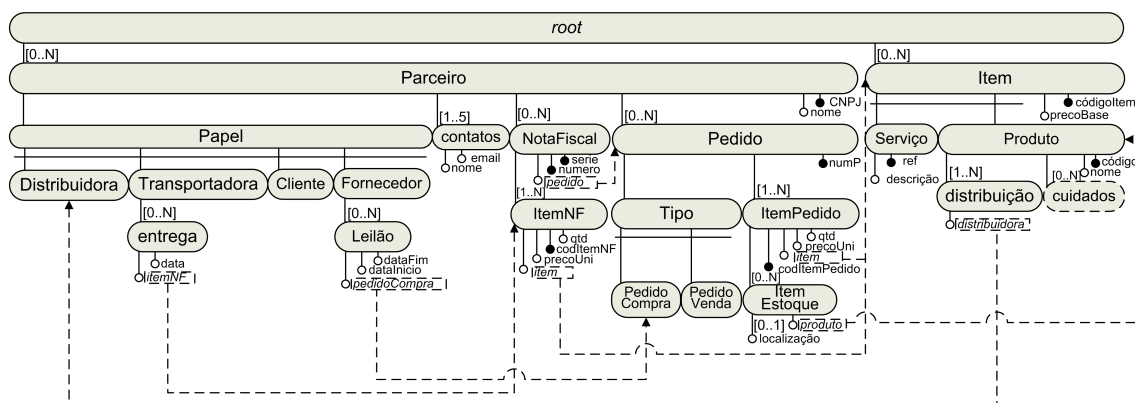 root
[0..N]
[0..N]
Parceiro
Item
CNPJ
nome
códigoItem
precoBase
[1..5]
[0..N]
[0..N]
Papel
contatos
NotaFiscal
Pedido
Serviço
Produto
email
nome
serie
numero
pedido
numP
ref
descrição
código
nome
Distribuidora
Transportadora
Cliente
Fornecedor
[1..N]
[1..N]
[1..N]
[0..N]
distribuição
cuidados
distribuidora
[0..N]
[0..N]
ItemNF
Tipo
ItemPedido
entrega
Leilão
data
itemNF
dataFim
dataInicio
pedidoCompra
qtd
codItemNF
precoUni
item
qtd
precoUni
item
codItemPedido
[0..N]
Pedido
Compra
Pedido
Venda
Item
Estoque
produto
[0..1]
localização